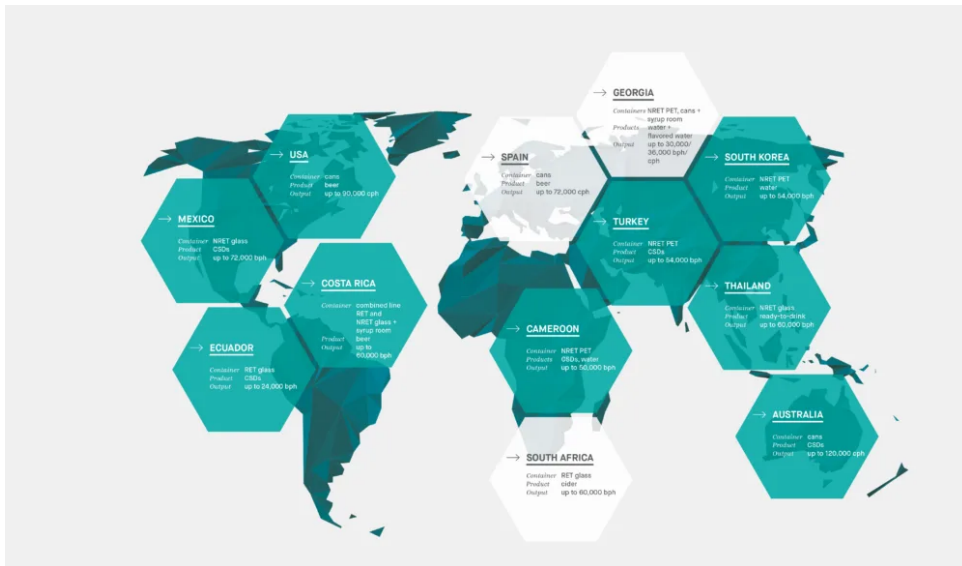 GEORGIA
Containers NRET PET, cans +
syrup room
Products water +
flavored water
Output up to 30,000/
36,000 bph/
cph
USA
Container cans
Product beer
Output up to 90,000 cph
SPAIN
Container cans
Product beer
Output up to 72,000 cph
SOUTH KOREA
Container NRET PET
Product water
Output up to 54,000 bph
MEXICO
Container NRET glass
Product CSDs
Output up to 72,000 bph
TURKEY
Container NRET PET
Product CSDs
Output up to 54,000 bph
COSTA RICA
Container combined line
RET and
NRET glass +
syrup room
Product beer
Output up to
60,000 bph
THAILAND
Container NRET glass
Product ready-to-drink
Output up to 60,000 bph
ECUADOR
Container RET glass
Product CSDs
Output up to 24,000 bph
CAMEROON
Container NRET PET
Products CSDs, water
Output up to 50,000 bph
AUSTRALIA
Container cans
Product CSDs
Output up to 120,000 cph
SOUTH AFRICA
Container RET glass
Product cider
Output up to 60,000 bph